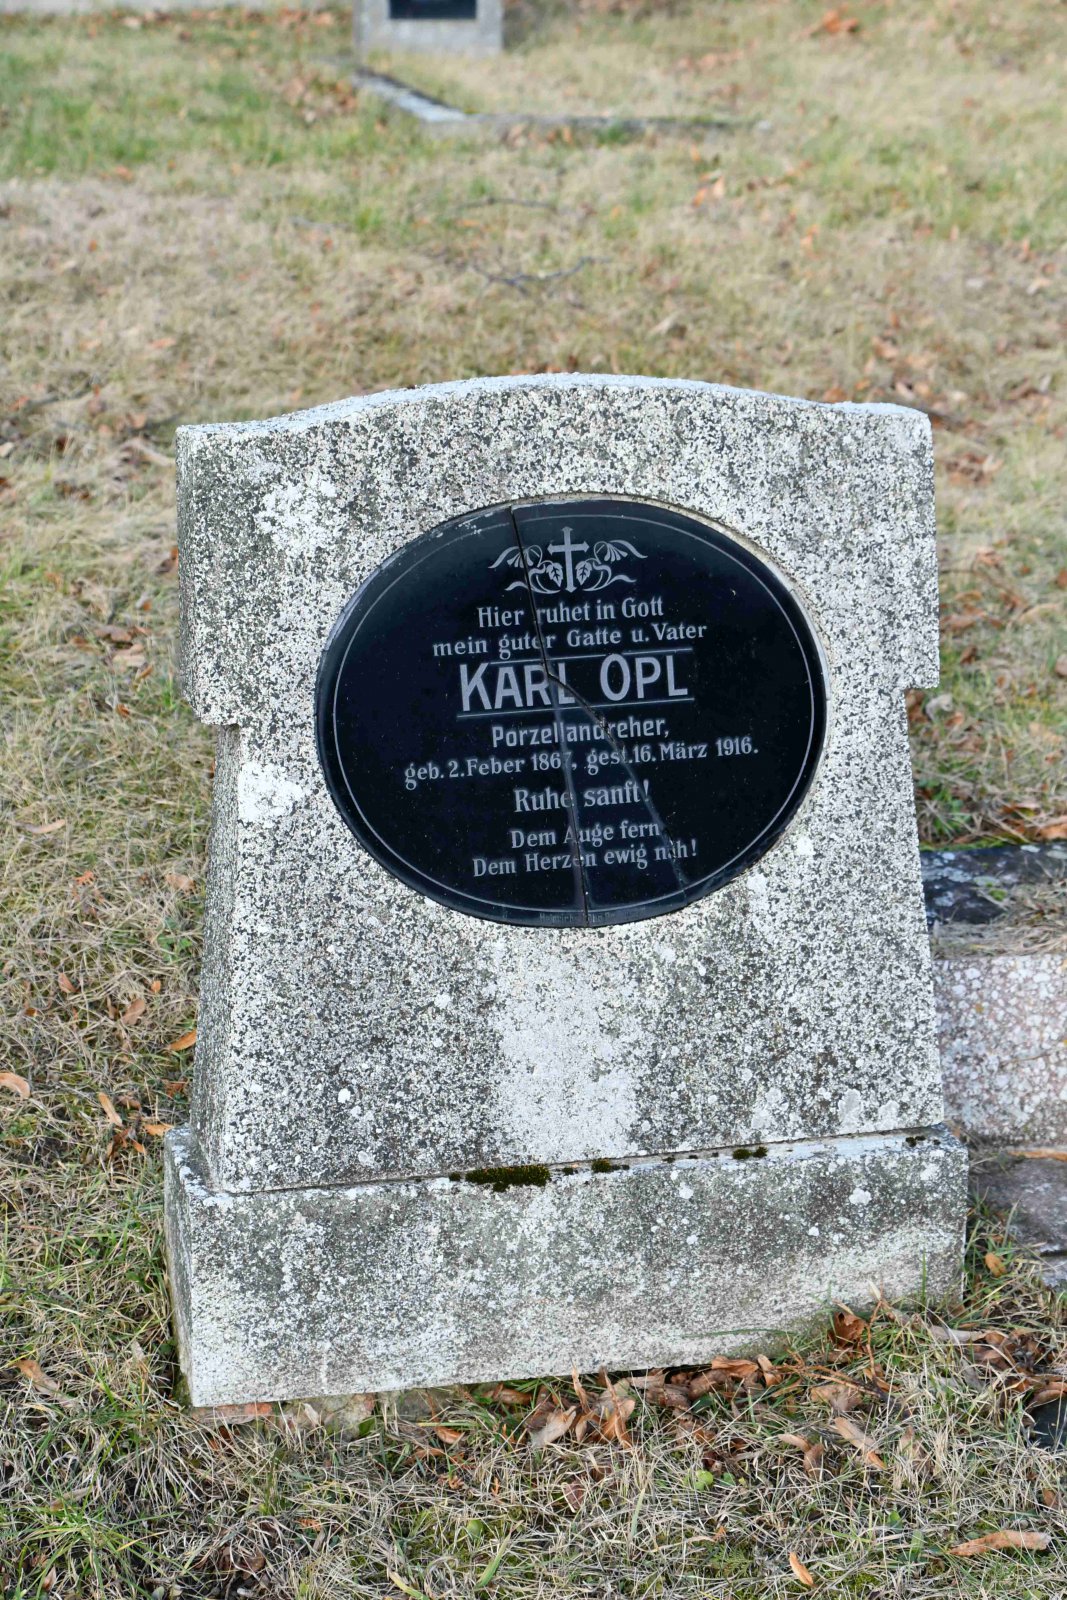 Hier ruhet in Gott
mein guter Gatte u. Vater
KARL OPL
Porzellandreher,
geb. 2. Feber 1867, gest. 16. März 1916.
Ruhe sanft!
Dem Auge fern
Dem Herzen ewig nah!